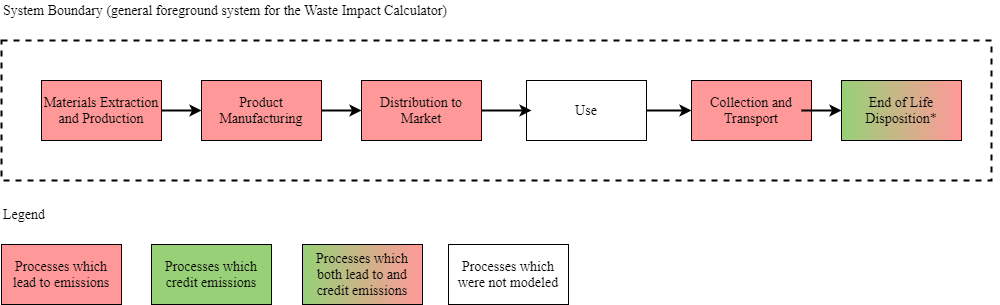 System Boundary (general foreground system for the Waste Impact Calculator)
Materials Extraction
and Production
Product
Manufacturing
Distribution to
Market
Use
Collection and
Transport
End of Life
Disposition*
Legend
Processes which
lead to emissions
Processes which
credit emissions
Processes which
both lead to and
credit emissions
Processes which
were not modeled